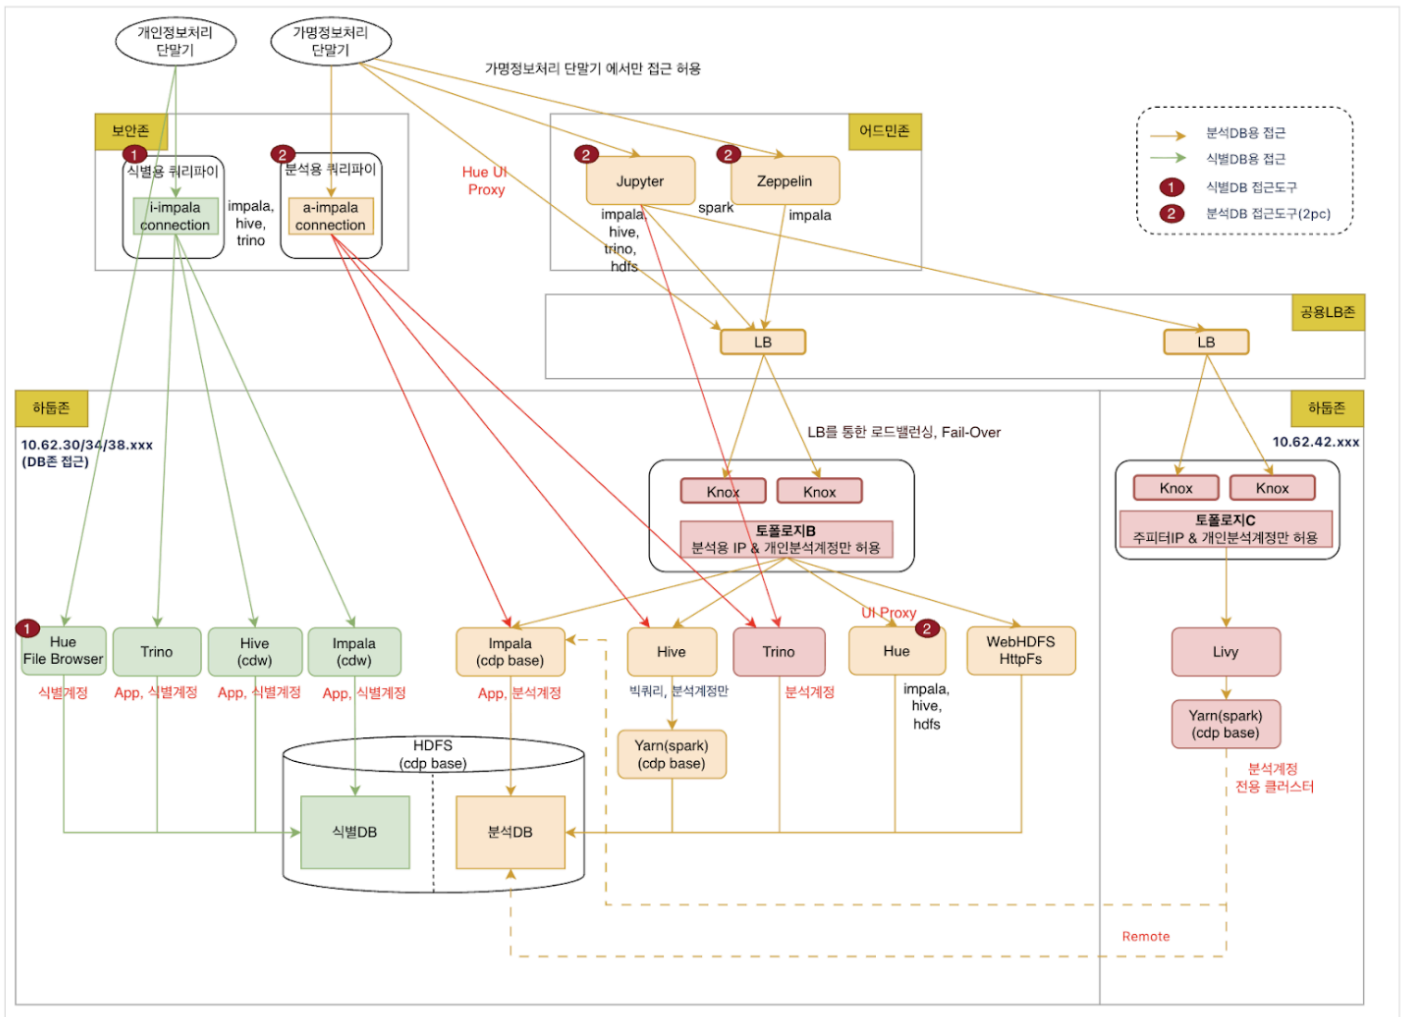 개인정보처리
단말기
가명정보처리
단말기
가명정보처리 단말기 에서만 접근 허용
보안존
어드민존
분석DB용 접근
식별DB용 접근
1
식별DB 접근도구
2
분석DB 접근도구(2pc)
1
식별용 쿼리파이
i-impala
connection
impala,
hive,
trino
2
분석용 쿼리파이
a-impala
connection
Hue UI
Proxy
2
Jupyter
impala,
hive,
trino,
hdfs
spark
2
Zeppelin
impala
공용LB존
LB
LB
하둡존
10.62.30/34/38.xxx
(DB존 접근)
하둡존
10.62.42.xxx
LB를 통한 로드밸런싱, Fail-Over
Knox
Knox
토폴로지B
분석용 IP & 개인분석계정만 허용
Knox
Knox
토폴로지C
주피터IP & 개인분석계정만 허용
UI Proxy
1
Hue
File Browser
식별계정
Trino
App, 식별계정
Hive
(cdw)
App, 식별계정
Impala
(cdw)
App, 식별계정
Impala
(cdp base)
App, 분석계정
Hive
빅쿼리, 분석계정만
Trino
분석계정
2
Hue
impala,
hive,
hdfs
WebHDFS
HttpFs
Livy
Yarn(spark)
(cdp base)
Yarn(spark)
(cdp base)
분석계정
전용 클러스터
HDFS
(cdp base)
식별DB
분석DB
Remote